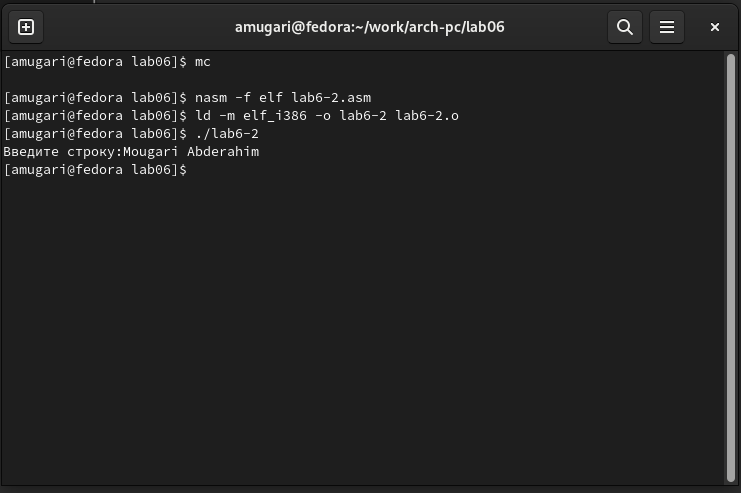 amugari@fedora:~/work/arch-pc/lab06
[amugari@fedora lab06]$ mc
[amugari@fedora lab06]$ nasm -f elf lab6-2.asm
[amugari@fedora lab06]$ ld -m elf_i386 -o lab6-2 lab6-2.o
[amugari@fedora lab06]$ ./lab6-2
Введите строку:Mougari Abderahim
[amugari@fedora lab06]$